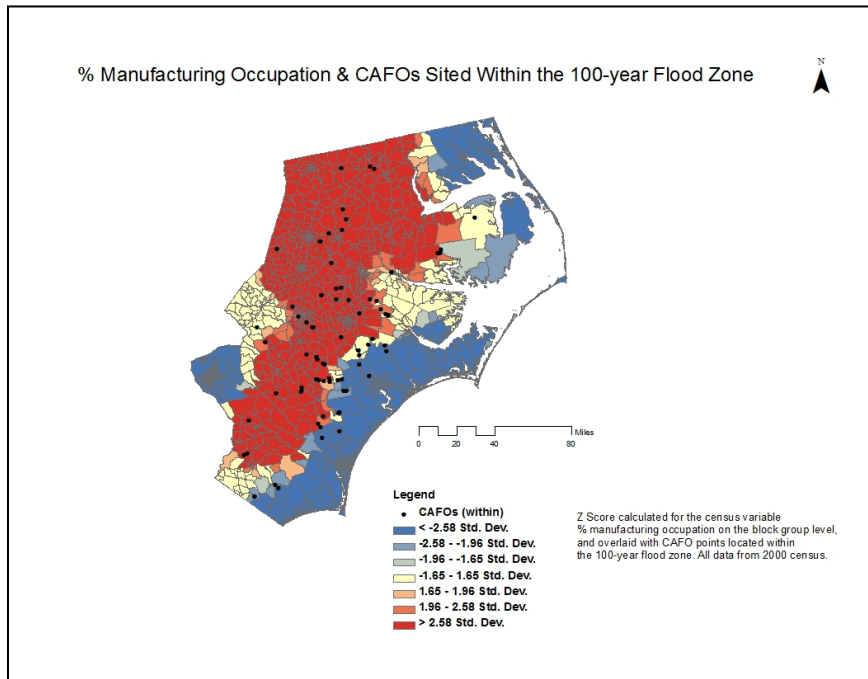 % Manufacturing Occupation & CAFOs Sited Within the 100-year Flood Zone
N
0 10 20 40 80
Miles
Legend
CAFOs (within)
< -2.58 Std. Dev.
-2.58 - -1.96 Std. Dev.
-1.96 - -1.65 Std. Dev.
-1.65 - 1.65 Std. Dev.
1.65 - 1.96 Std. Dev.
1.96 - 2.58 Std. Dev.
> 2.58 Std. Dev.
Z Score calculated for the census variable
% manufacturing occupation on the block group level,
and overlaid with CAFO points located within
the 100-year flood zone. All data from 2000 census.